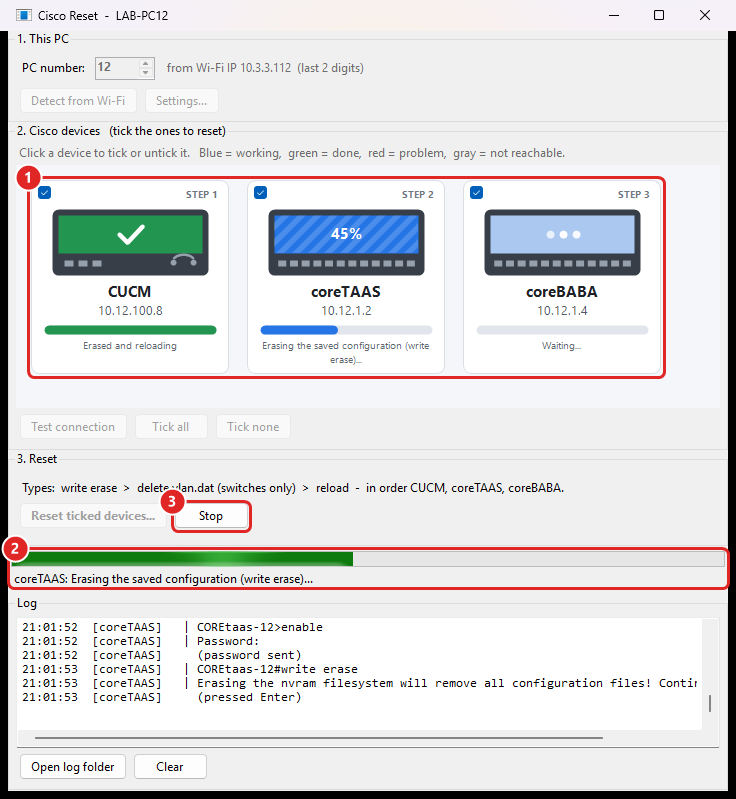 Cisco Reset - LAB-PC12
1. This PC
PC number: 12 from Wi-Fi IP 10.3.3.112 (last 2 digits)
Detect from Wi-Fi Settings...
2. Cisco devices (tick the ones to reset)
Click a device to tick or untick it. Blue = working, green = done, red = problem, gray = not reachable.
1
STEP 1 STEP 2 STEP 3
45%
CUCM coreTAAS coreBABA
10.12.100.8 10.12.1.2 10.12.1.4
Erased and reloading Erasing the saved configuration (write Waiting...
erase)...
Test connection Tick all Tick none
3. Reset
Types: write erase > delete vlan.dat (switches only) > reload - in order CUCM, coreTAAS, coreBABA.
3
Reset ticked devices... Stop
2
coreTAAS: Erasing the saved configuration (write erase)...
Log
21:01:52 [coreTAAS] | COREtaas-12>enable
21:01:52 [coreTAAS] | Password:
21:01:52 [coreTAAS] (password sent)
21:01:53 [coreTAAS] | COREtaas-12#write erase
21:01:53 [coreTAAS] | Erasing the nvram filesystem will remove all configuration files! Contin
21:01:53 [coreTAAS] (pressed Enter)
Open log folder Clear